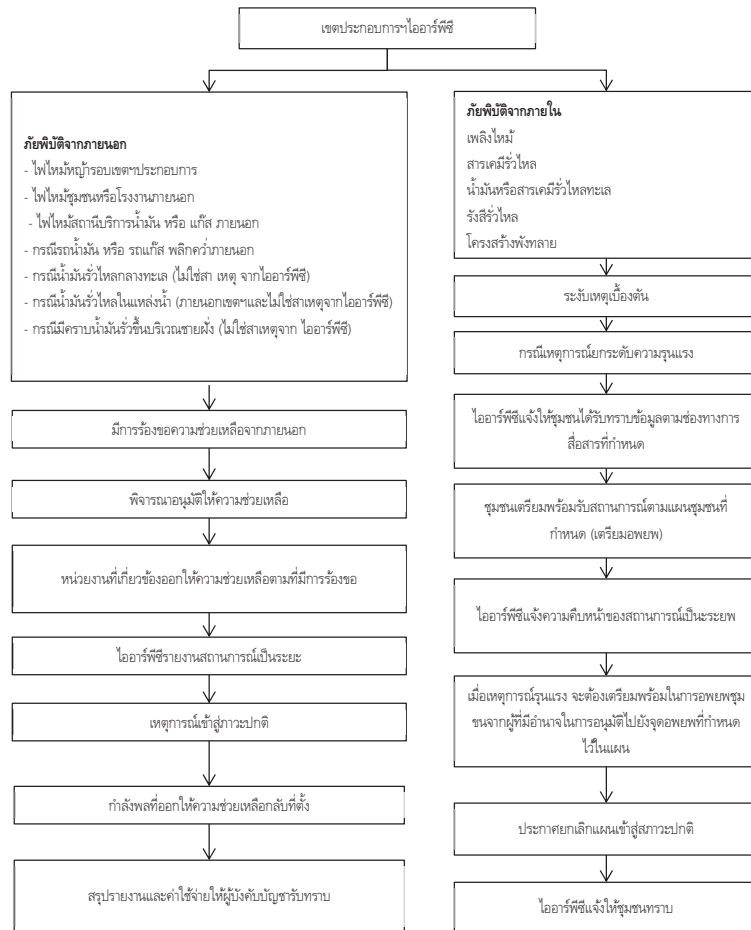 เขตประกอบการฯไออาร์พีซี
ภัยพิบัติจากภายนอก
- ไฟไหม้หญ้ารอบเขตฯประกอบการ
- ไฟไหม้ชุมชนหรือโรงงานภายนอก
- ไฟไหม้สถานีบริการน้ำมัน หรือ แก๊ส ภายนอก
- กรณีรถน้ำมัน หรือ รถแก๊ส พลิกคว่ำภายนอก
- กรณีน้ำมันรั่วไหลกลางทะเล (ไม่ใช่สา เหตุ จากไออาร์พีซี)
- กรณีน้ำมันรั่วไหลในแหล่งน้ำ (ภายนอกเขตฯและไม่ใช่สาเหตุจากไออาร์พีซี)
- กรณีมีคราบน้ำมันรั่วขึ้นบริเวณชายฝั่ง (ไม่ใช่สาเหตุจาก ไออาร์พีซี)
มีการร้องขอความช่วยเหลือจากภายนอก
พิจารณาอนุมัติให้ความช่วยเหลือ
หน่วยงานที่เกี่ยวข้องออกให้ความช่วยเหลือตามที่มีการร้องขอ
ไออาร์พีซีรายงานสถานการณ์เป็นระยะ
เหตุการณ์เข้าสู่ภาวะปกติ
กำลังพลที่ออกให้ความช่วยเหลือกลับที่ตั้ง
สรุปรายงานและค่าใช้จ่ายให้ผู้บังคับบัญชารับทราบ
ภัยพิบัติจากภายใน
เพลิงไหม้
สารเคมีรั่วไหล
น้ำมันหรือสารเคมีรั่วไหลทะเล
รังสีรั่วไหล
โครงสร้างพังทลาย
ระงับเหตุเบื้องต้น
กรณีเหตุการณ์ยกระดับความรุนแรง
ไออาร์พีซีแจ้งให้ชุมชนได้รับทราบข้อมูลตามช่องทางการ
สื่อสารที่กำหนด
ชุมชนเตรียมพร้อมรับสถานการณ์ตามแผนชุมชนที่
กำหนด (เตรียมอพยพ)
ไออาร์พีซีแจ้งความคืบหน้าของสถานการณ์เป็นะระยพ
เมื่อเหตุการณ์รุนแรง จะต้องเตรียมพร้อมในการอพยพชุม
ชนจากผู้ที่มีอำนาจในการอนุมัติไปยังจุดอพยพที่กำหนด
ไว้ในแผน
ประกาศยกเลิกแผนเข้าสู่สภาวะปกติ
ไออาร์พีซีแจ้งให้ชุมชนทราบ